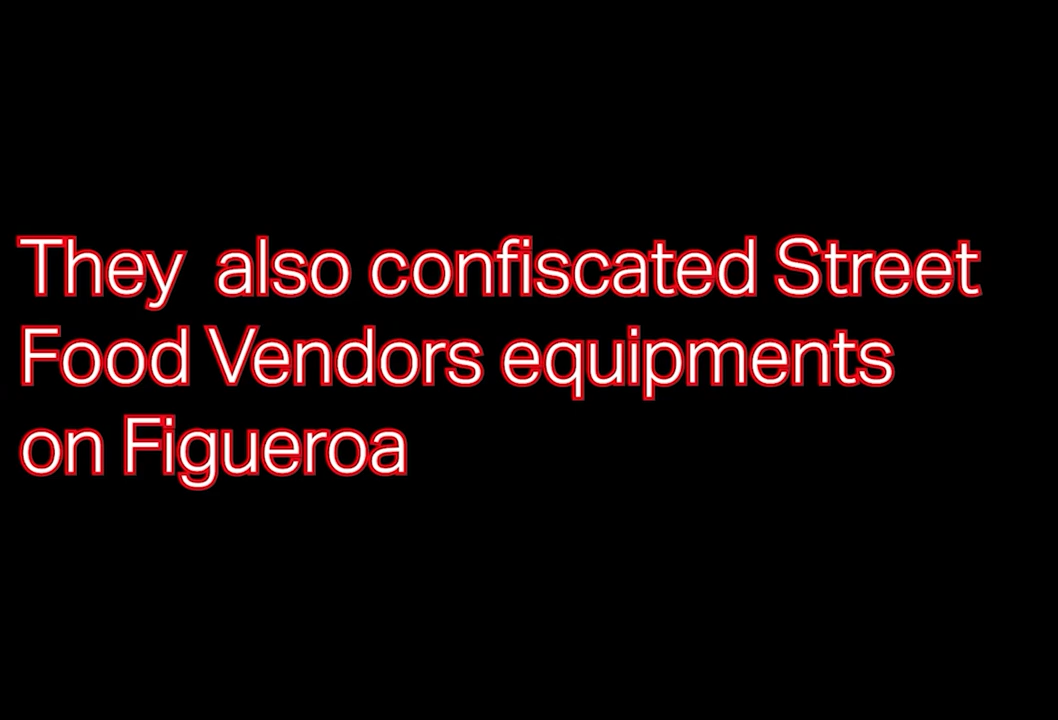 They  also confiscated Street
Food Vendors equipments
on Figueroa